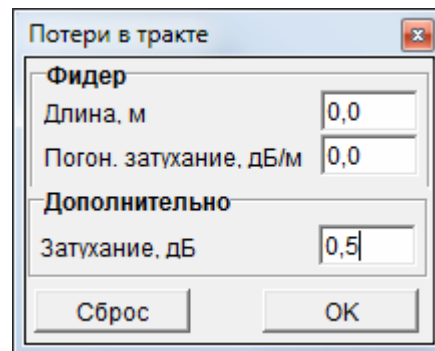 Потери в тракте
Фидер
Длина, м 0,0
Погон. затухание, дБ/м 0,0
Дополнительно
Затухание, дБ 0,5
Сброс OK